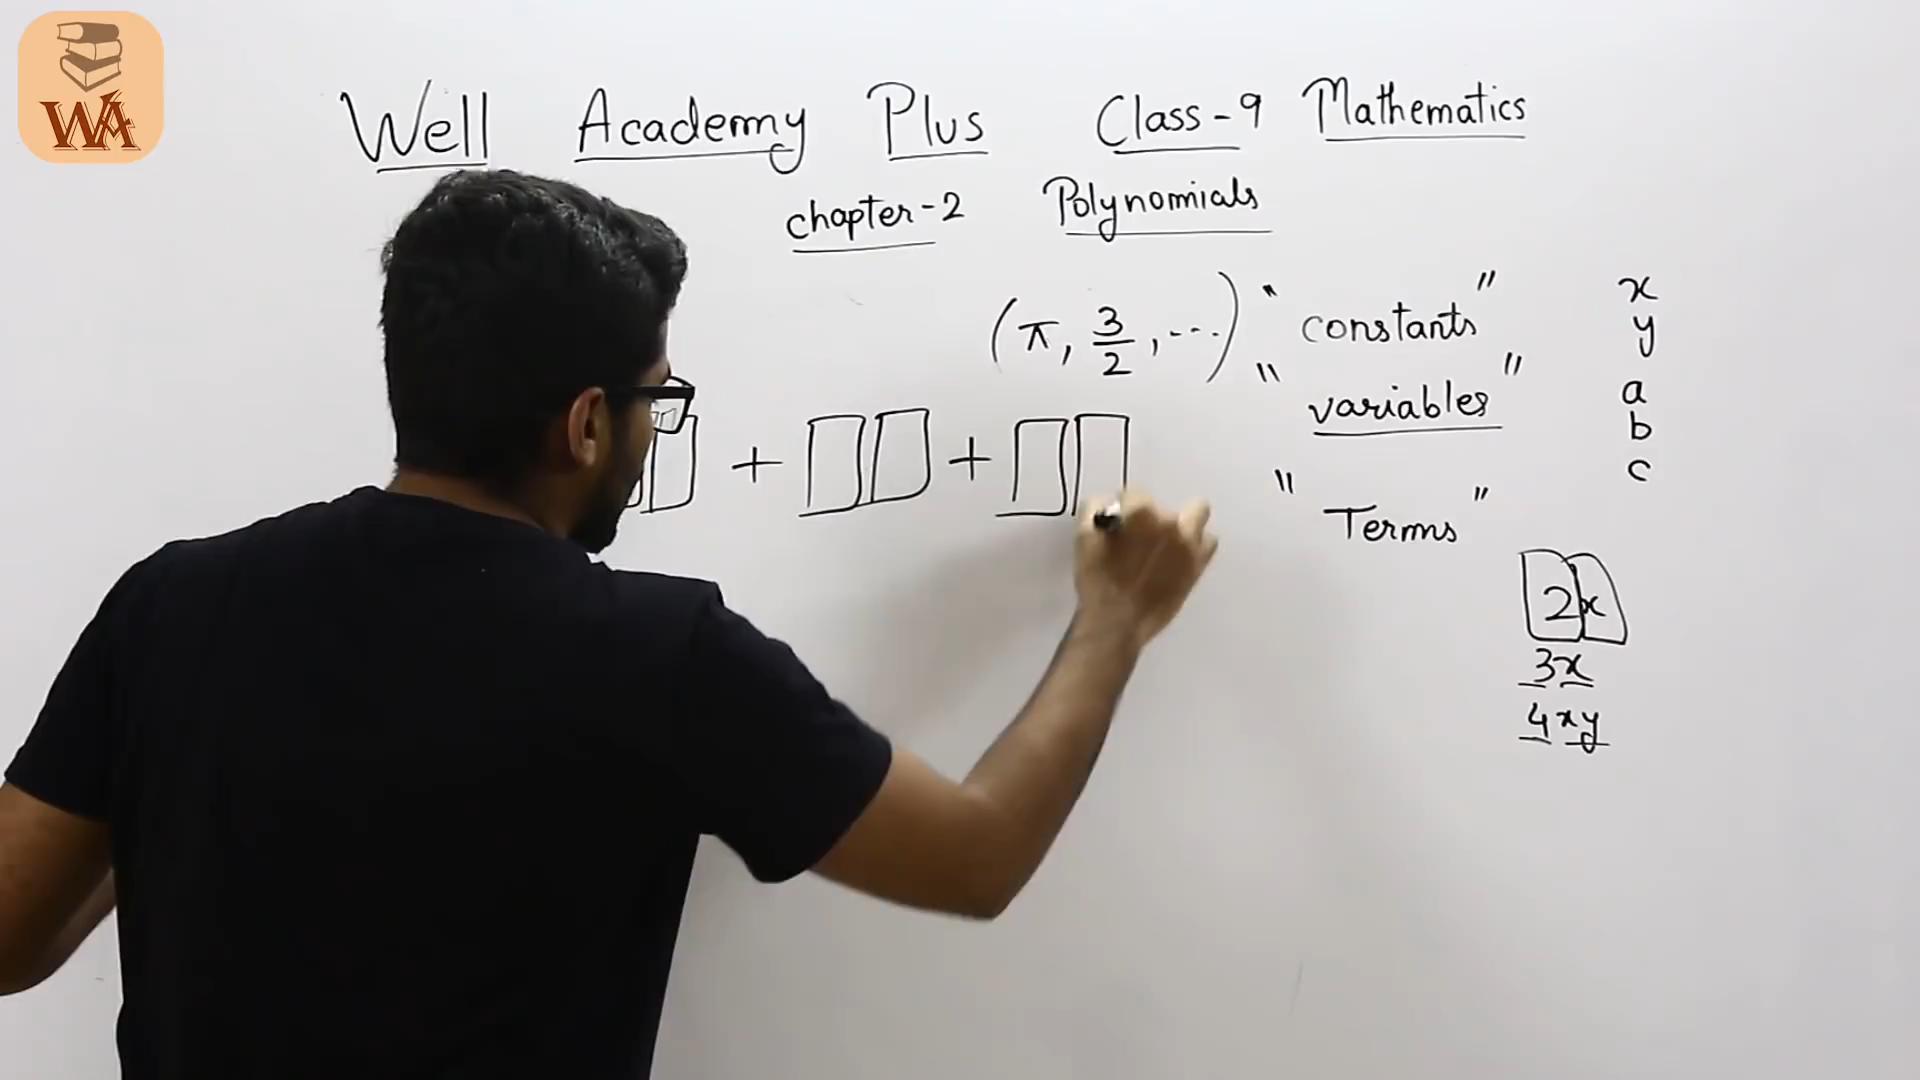 WA
Well Academy Plus Class-9 Mathematics
chapter-2 Polynomials
(π, 3/2, ...) "constants"
"variables"
"Terms"
x
y
a
b
c
+ +
2x
3x
4xy